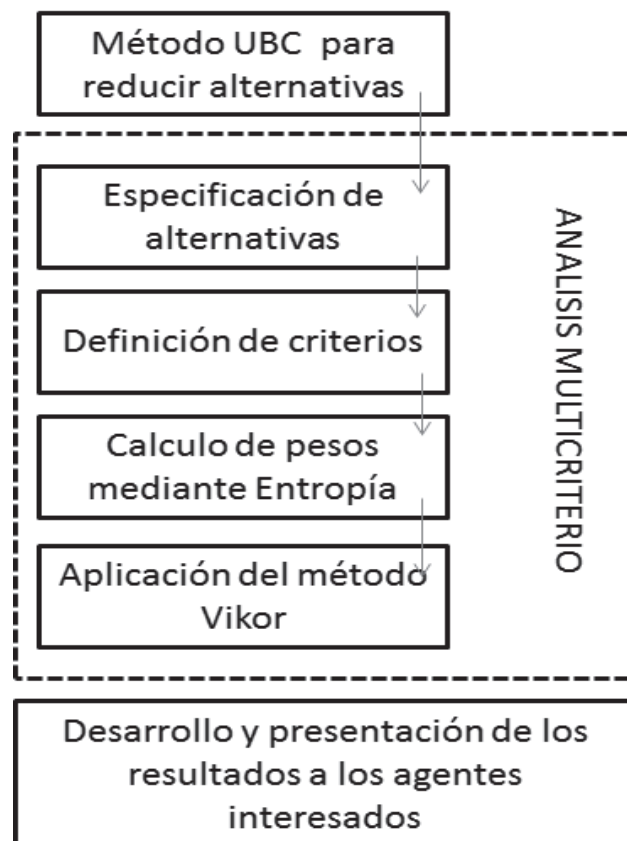 Método UBC para
reducir alternativas
Especificación de
alternativas
Definición de criterios
Calculo de pesos
mediante Entropía
Aplicación del método
Vikor
ANALISIS MULTICRITERIO
Desarrollo y presentación de los
resultados a los agentes
interesados